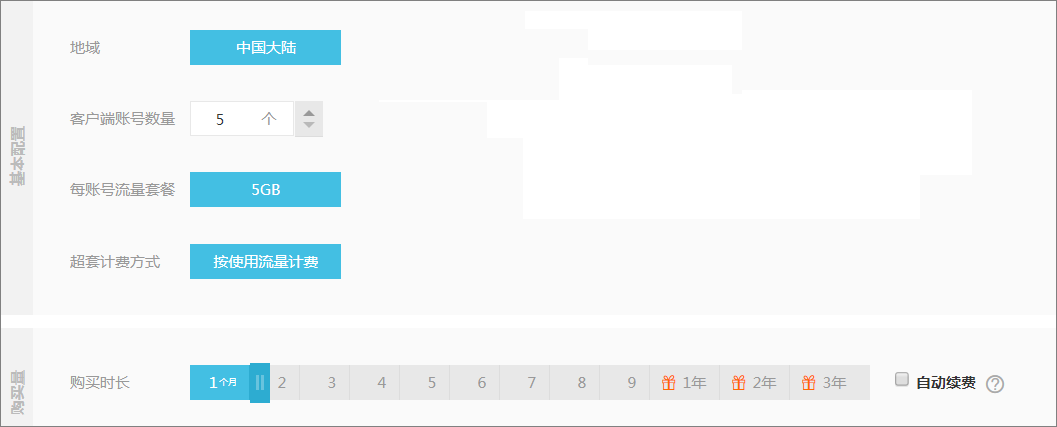 基本配置
地域 中国大陆
客户端账号数量 5 个
每账号流量套餐 5GB
超套计费方式 按使用流量计费
购买量
购买时长 1个月 2 3 4 5 6 7 8 9 1年 2年 3年 自动续费 ?